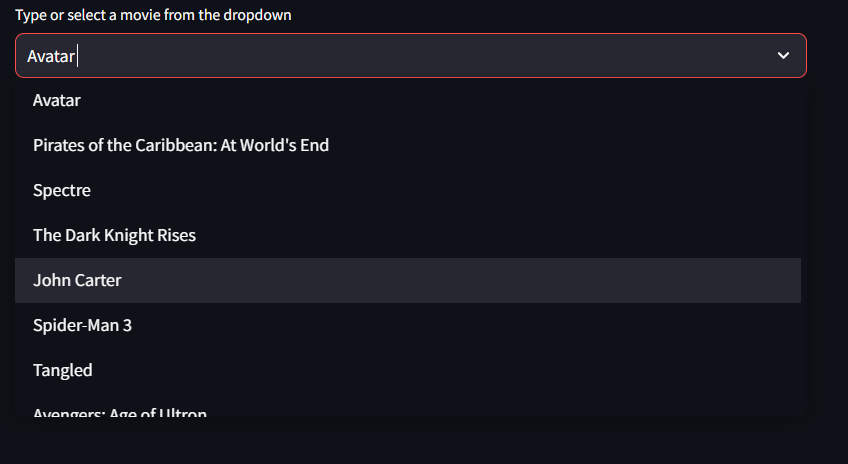 Type or select a movie from the dropdown
Avatar
Avatar
Pirates of the Caribbean: At World's End
Spectre
The Dark Knight Rises
John Carter
Spider-Man 3
Tangled
Avengers: Age of Ultron